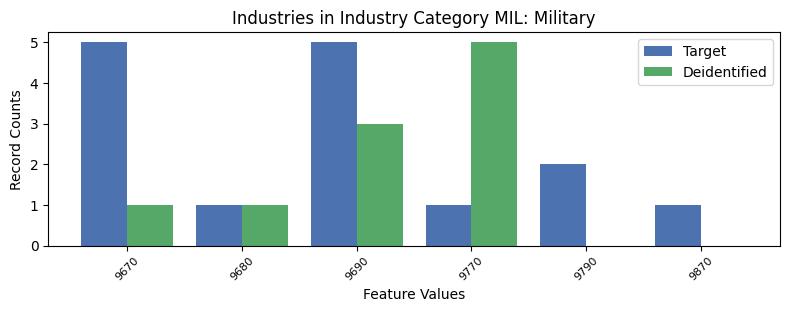 Industries in Industry Category MIL: Military
Target
Deidentified
Record Counts
5
4
3
2
1
0
9670
9680
9690
9770
9790
9870
Feature Values